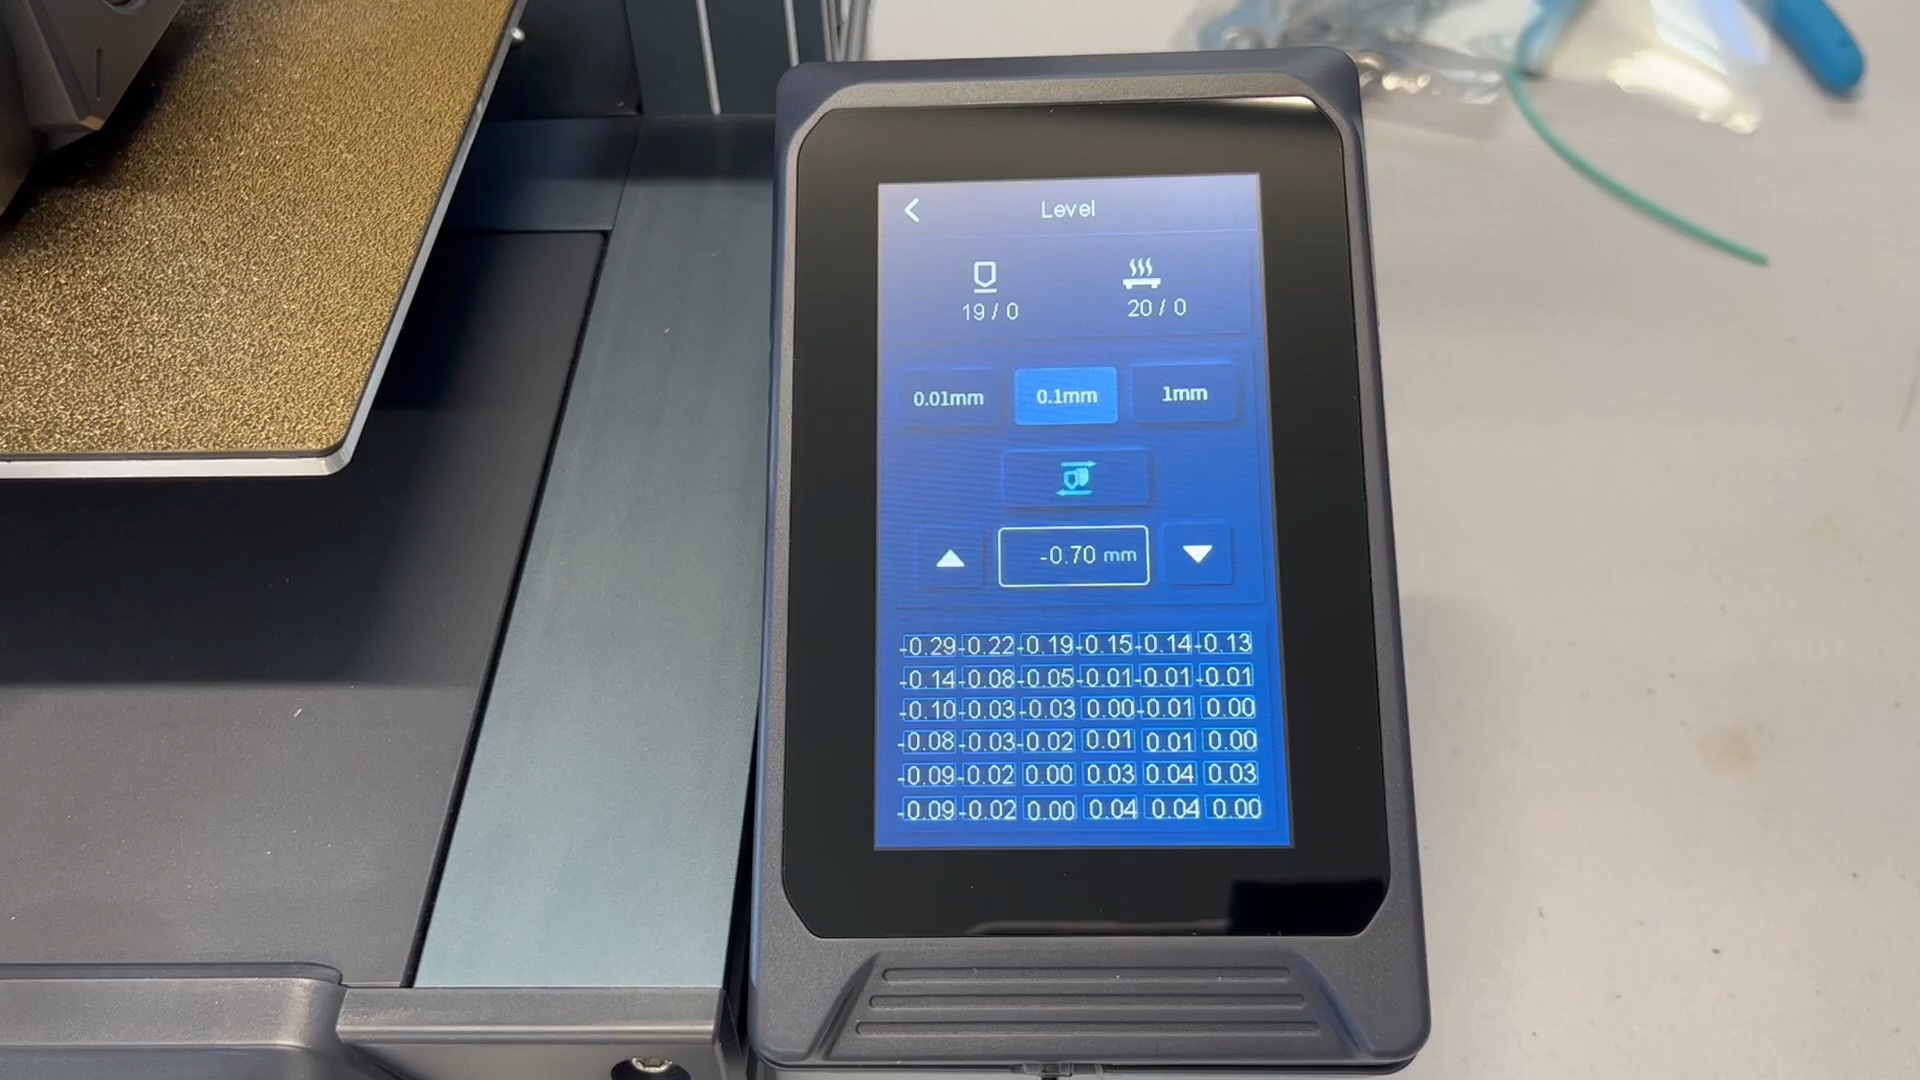 Level
19 / 0 20 / 0
0.01mm 0.1mm 1mm
-0.70 mm
-0.29 -0.22 -0.19 -0.15 -0.14 -0.13
-0.14 -0.08 -0.05 -0.01 -0.01 -0.01
-0.10 -0.03 -0.03 0.00 -0.01 0.00
-0.08 -0.03 -0.02 0.01 0.01 0.00
-0.09 -0.02 0.00 0.03 0.04 0.03
-0.09 -0.02 0.00 0.04 0.04 0.00